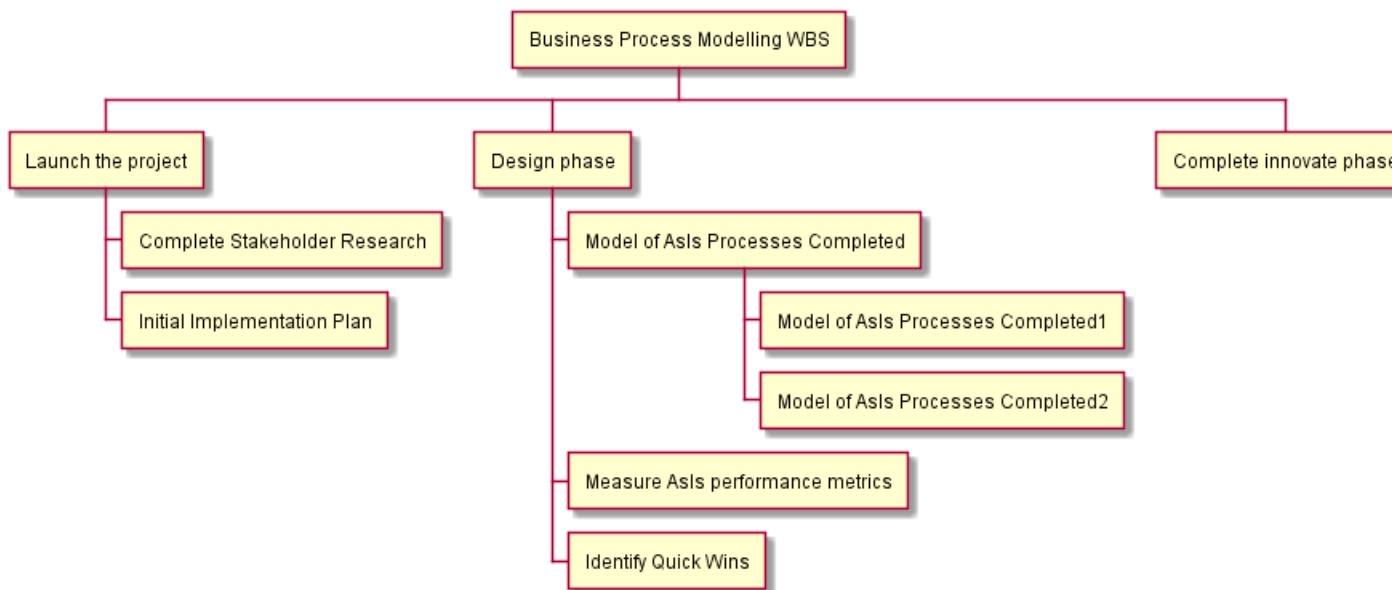 Business Process Modelling WBS
Launch the project
Design phase
Complete innovate phase
Complete Stakeholder Research
Model of AsIs Processes Completed
Initial Implementation Plan
Model of AsIs Processes Completed1
Model of AsIs Processes Completed2
Measure AsIs performance metrics
Identify Quick Wins